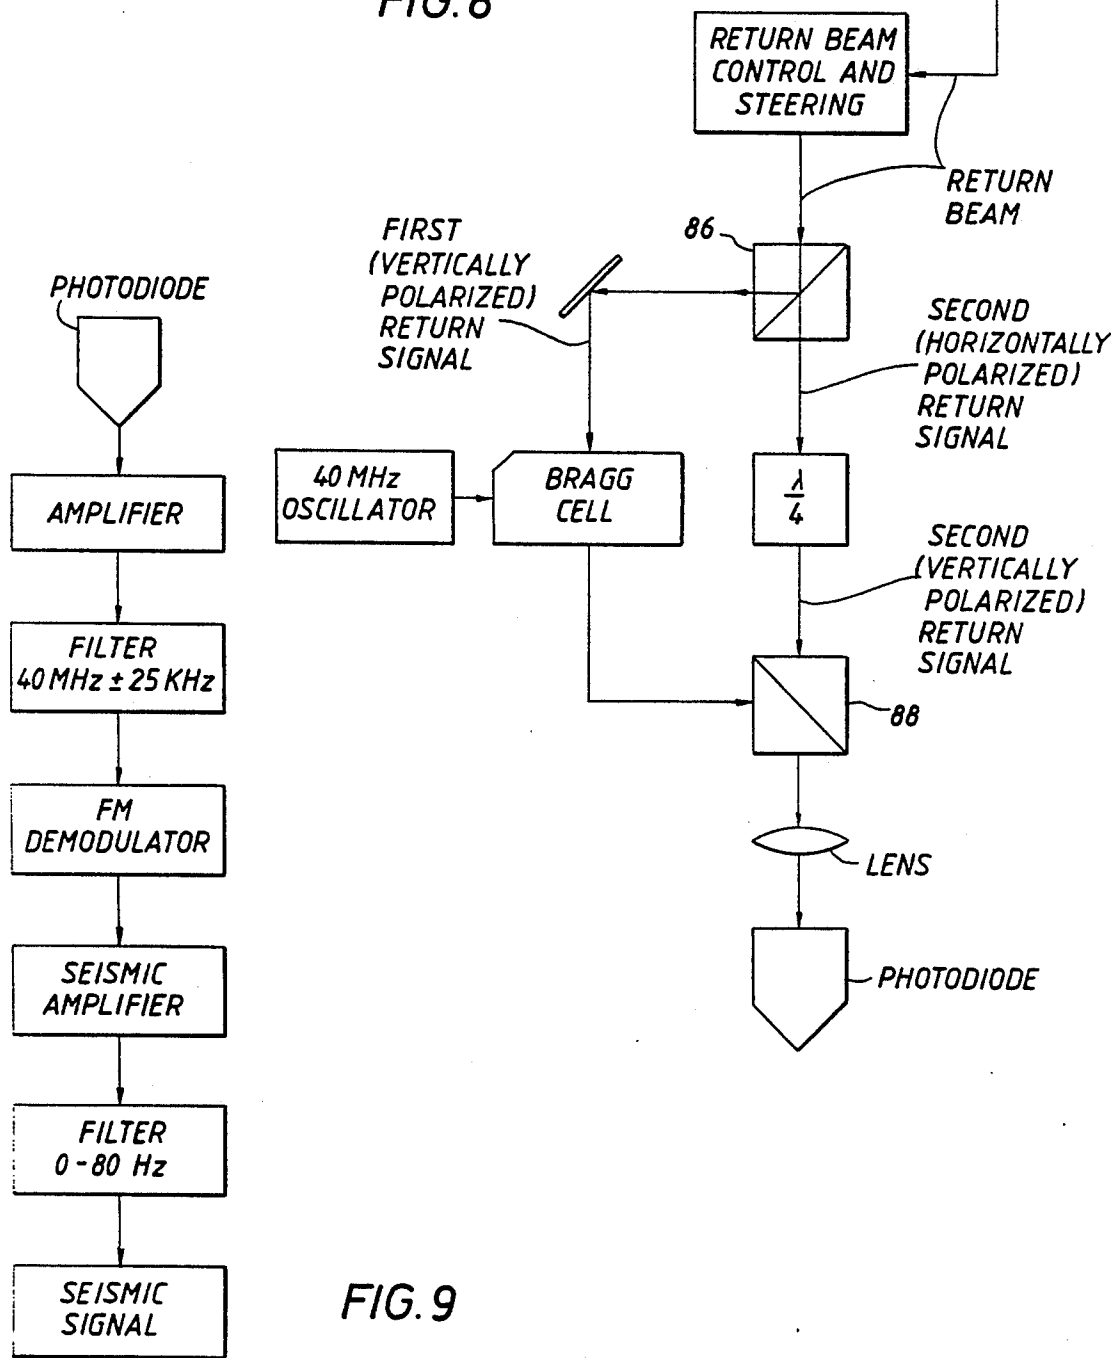 FIG. 8
RETURN BEAM
CONTROL AND
STEERING
RETURN
BEAM
86
FIRST
(VERTICALLY
POLARIZED)
RETURN
SIGNAL
SECOND
(HORIZONTALLY
POLARIZED)
RETURN
SIGNAL
40 MHz
OSCILLATOR
BRAGG
CELL
λ
4
SECOND
(VERTICALLY
POLARIZED)
RETURN
SIGNAL
88
LENS
PHOTODIODE
PHOTODIODE
AMPLIFIER
FILTER
40 MHz ± 25 KHz
FM
DEMODULATOR
SEISMIC
AMPLIFIER
FILTER
0-80 Hz
SEISMIC
SIGNAL
FIG. 9